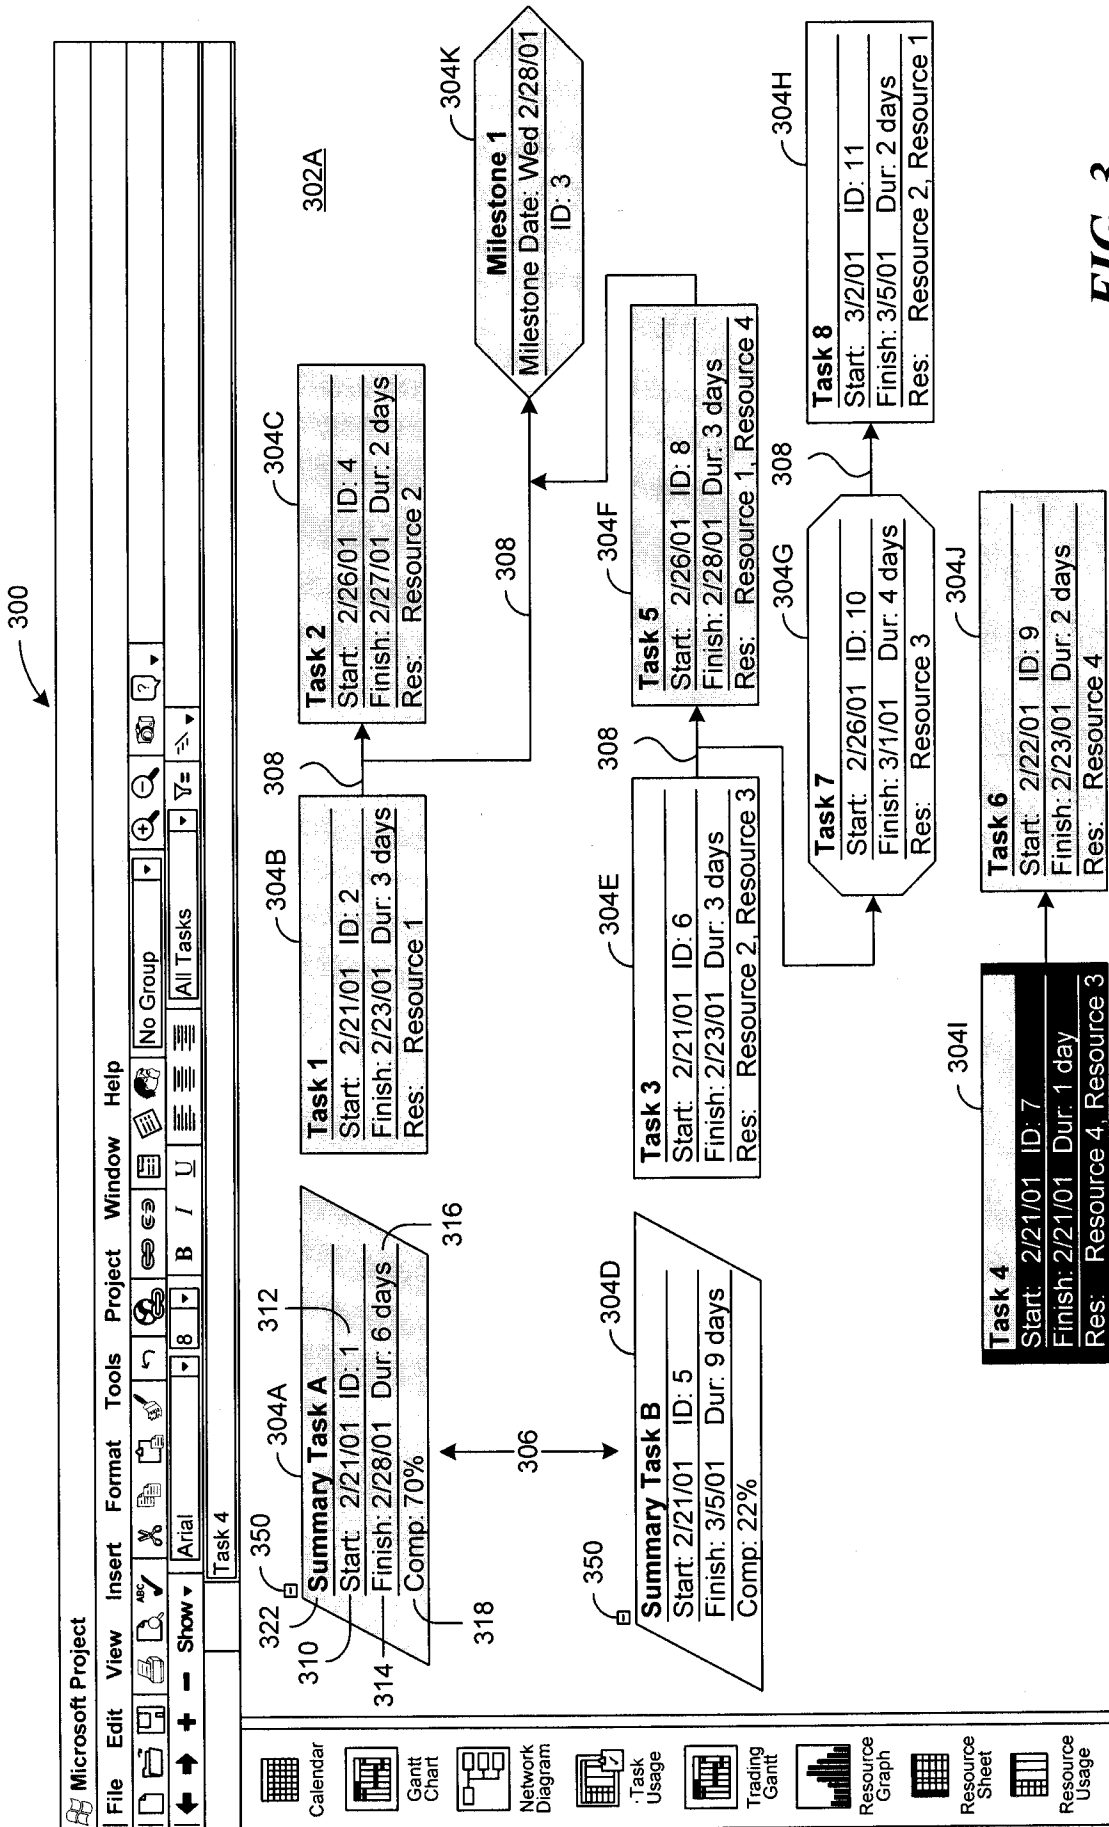 300
Microsoft Project
File Edit View Insert Format Tools Project Window Help
ABC
No Group
?
Show
Arial
8
B I U
All Tasks
Task 4
Calendar
Gantt
Chart
Network
Diagram
Task
Usage
Trading
Gantt
Resource
Graph
Resource
Sheet
Resource
Usage
302A
322
350
304A
Summary Task A
Start: 2/21/01 ID: 1
Finish: 2/28/01 Dur: 6 days
Comp: 70%
310
312
314
316
318
304B
Task 1
Start: 2/21/01 ID: 2
Finish: 2/23/01 Dur: 3 days
Res: Resource 1
308
304C
Task 2
Start: 2/26/01 ID: 4
Finish: 2/27/01 Dur: 2 days
Res: Resource 2
308
304K
Milestone 1
Milestone Date: Wed 2/28/01
ID: 3
306
350
304D
Summary Task B
Start: 2/21/01 ID: 5
Finish: 3/5/01 Dur: 9 days
Comp: 22%
304E
Task 3
Start: 2/21/01 ID: 6
Finish: 2/23/01 Dur: 3 days
Res: Resource 2, Resource 3
308
304F
Task 5
Start: 2/26/01 ID: 8
Finish: 2/28/01 Dur: 3 days
Res: Resource 1, Resource 4
304G
Task 7
Start: 2/26/01 ID: 10
Finish: 3/1/01 Dur: 4 days
Res: Resource 3
308
304H
Task 8
Start: 3/2/01 ID: 11
Finish: 3/5/01 Dur: 2 days
Res: Resource 2, Resource 1
304I
Task 4
Start: 2/21/01 ID: 7
Finish: 2/21/01 Dur: 1 day
Res: Resource 4, Resource 3
304J
Task 6
Start: 2/22/01 ID: 9
Finish: 2/23/01 Dur: 2 days
Res: Resource 4
FIG. 3